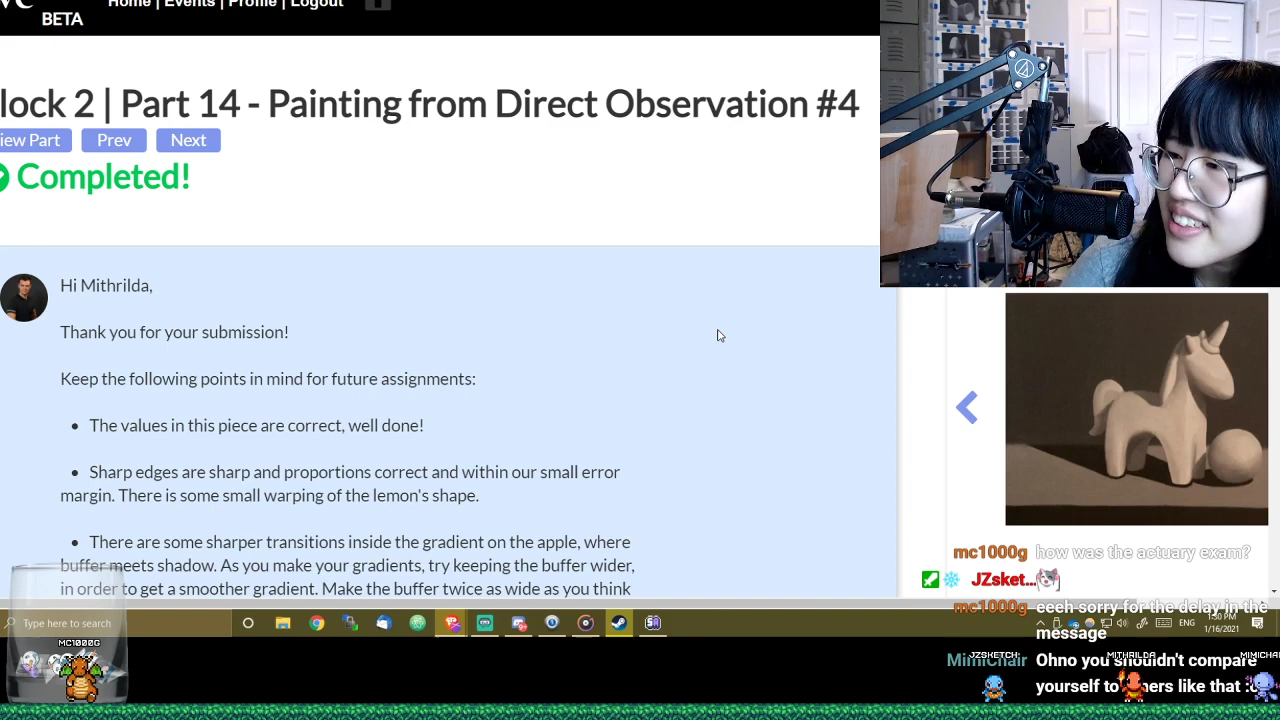 Home | Events | Profile | Logout
BETA
lock 2 | Part 14 - Painting from Direct Observation #4
iew Part
Prev
Next
Completed!
Hi Mithrilda,
Thank you for your submission!
Keep the following points in mind for future assignments:
• The values in this piece are correct, well done!
• Sharp edges are sharp and proportions correct and within our small error
margin. There is some small warping of the lemon's shape.
• There are some sharper transitions inside the gradient on the apple, where
buffer meets shadow. As you make your gradients, try keeping the buffer wider,
in order to get a smoother gradient. Make the buffer twice as wide as you think
mc1000g how was the actuary exam?
JZsket...
mc1000g eeeh sorry for the delay in the
message
MimiChair Ohno you shouldn't compare
yourself to others like that
Type here to search
ENG
1:50 PM
1/16/2021
MC1000G
JZSKETCH
MITHRILDA
MIMICHAI